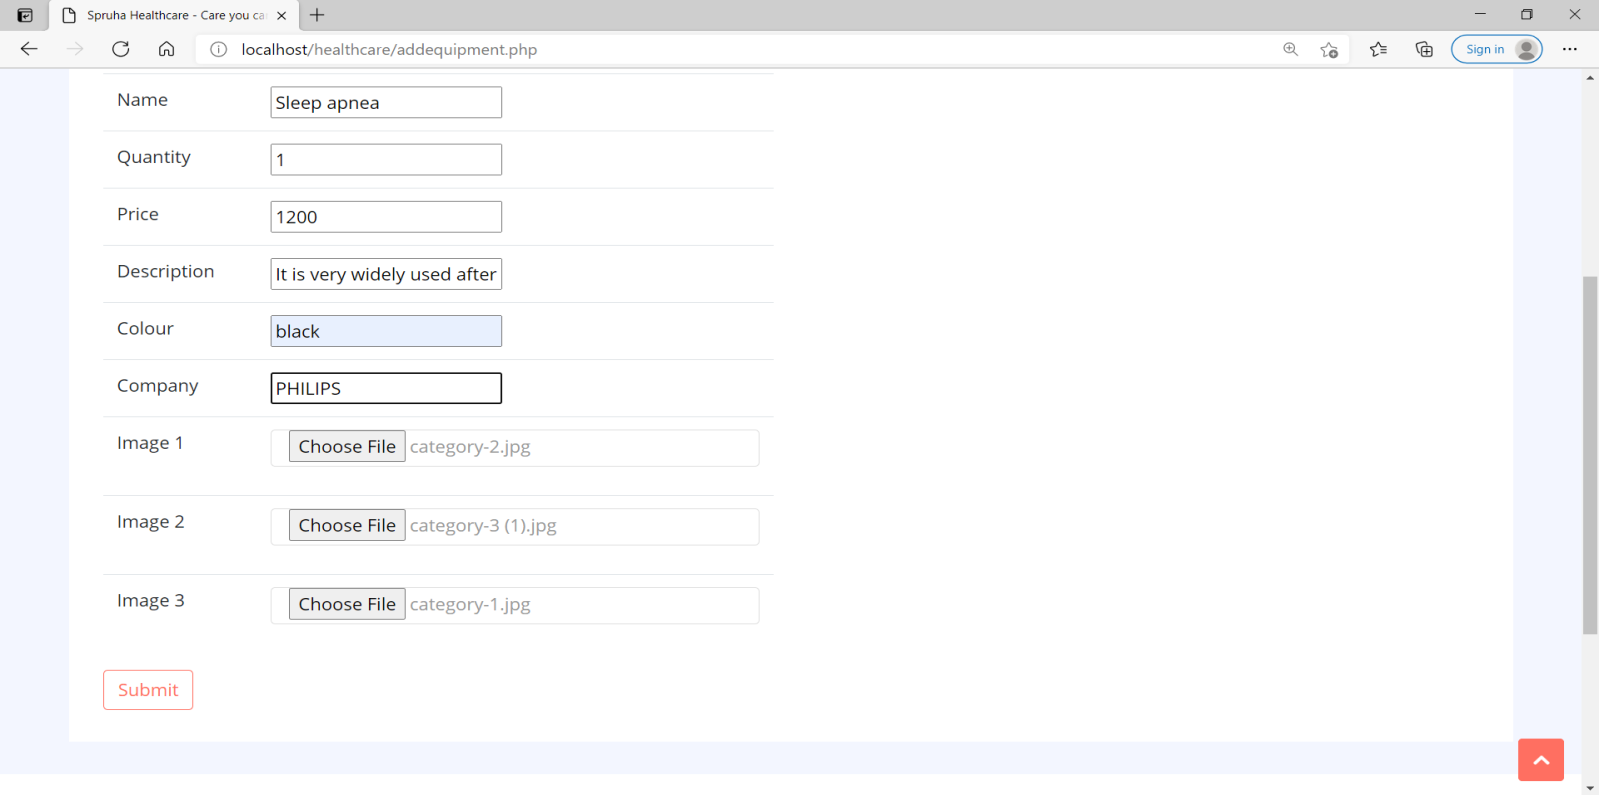 Spruha Healthcare - Care you ca
localhost/healthcare/addequipment.php
Sign in
Name
Sleep apnea
Quantity
1
Price
1200
Description
It is very widely used after
Colour
black
Company
PHILIPS
Image 1
Choose File category-2.jpg
Image 2
Choose File category-3 (1).jpg
Image 3
Choose File category-1.jpg
Submit